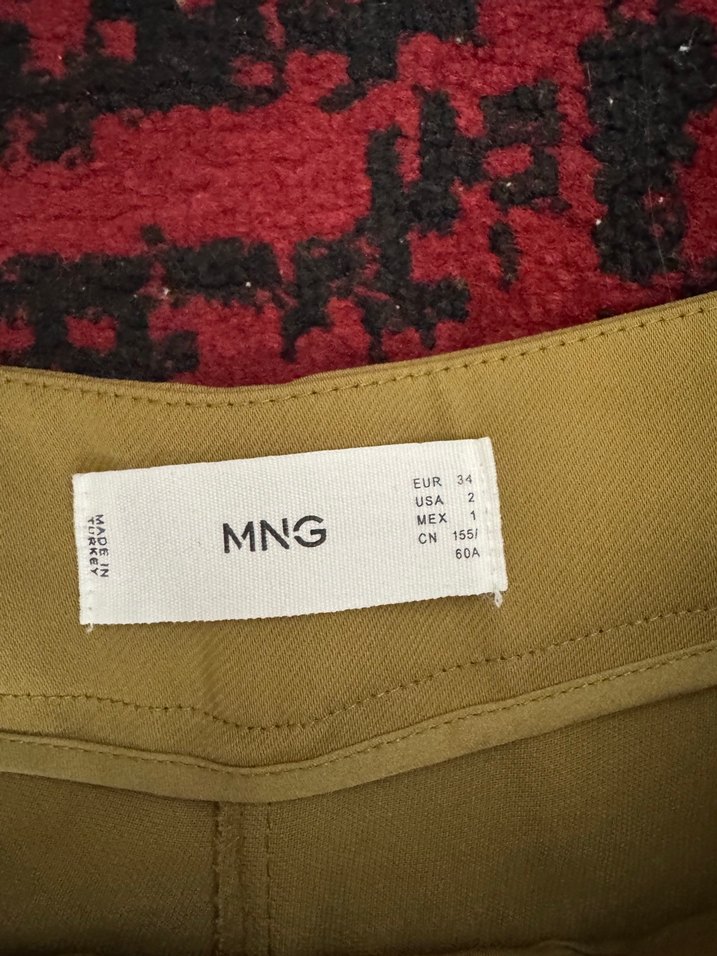 MADE IN
TURKEY
MNG
EUR 34
USA 2
MEX 1
CN 155/
60A